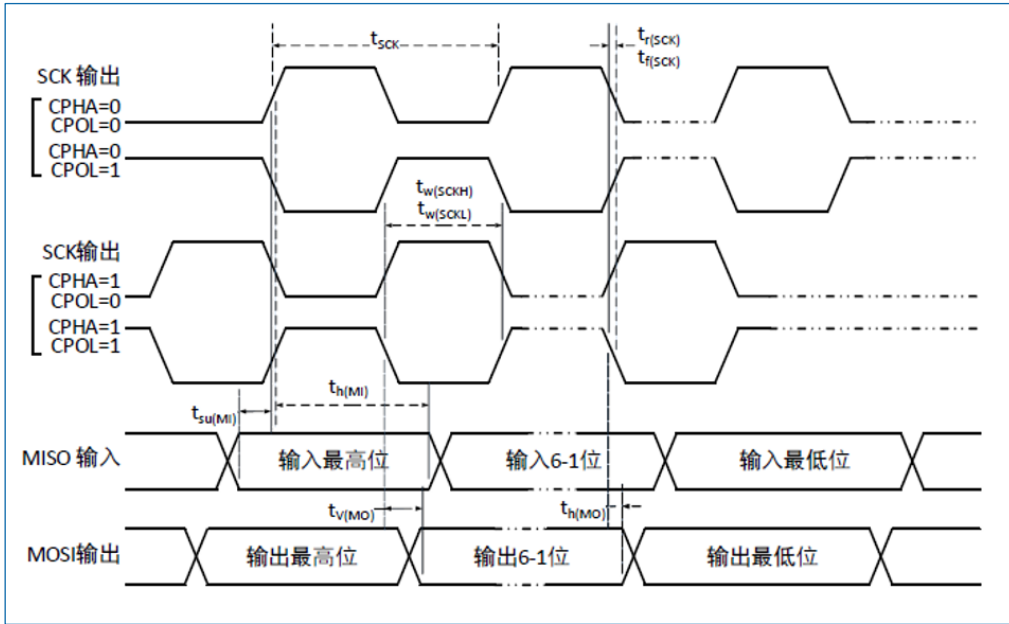 tSCK
tr(SCK)
tf(SCK)
SCK 输出
CPHA=0
CPOL=0
CPHA=0
CPOL=1
tw(SCKH)
tw(SCKL)
SCK输出
CPHA=1
CPOL=0
CPHA=1
CPOL=1
tsu(MI)
th(MI)
MISO 输入
输入最高位
输入6-1位
输入最低位
tV(MO)
th(MO)
MOSI输出
输出最高位
输出6-1位
输出最低位